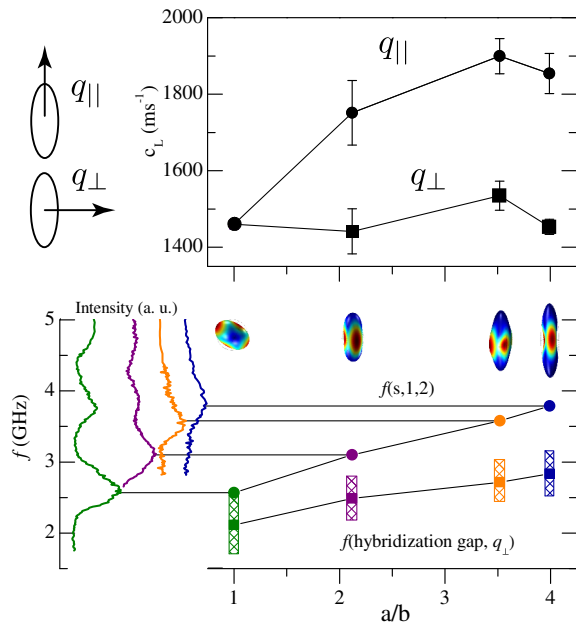 q||
q⊥
2000
1800
1600
1400
c_L (ms⁻¹)
q||
q⊥
Intensity (a. u.)
5
4
3
2
f (GHz)
f(s,1,2)
f(hybridization gap, q⊥)
1 2 3 4
a/b